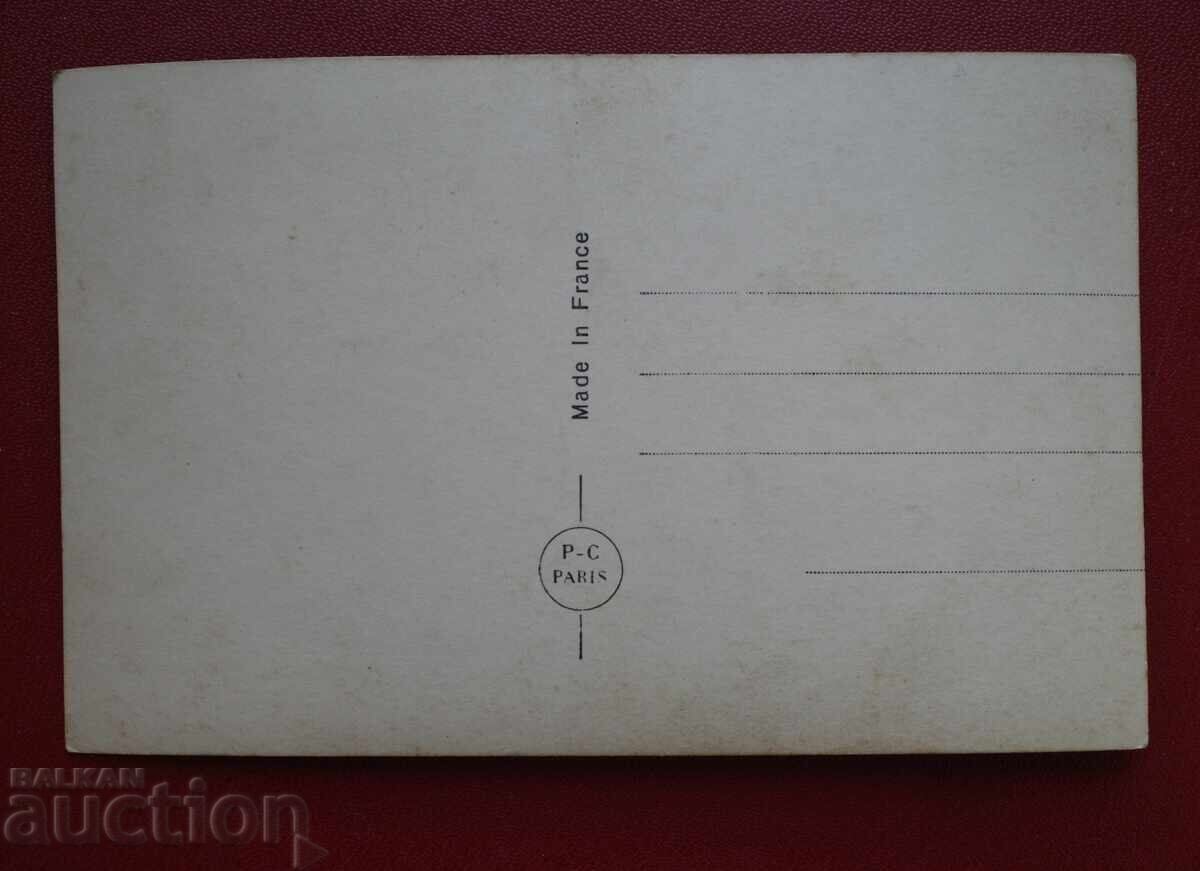 Made In France
P-C
PARIS
BALKAN
auction